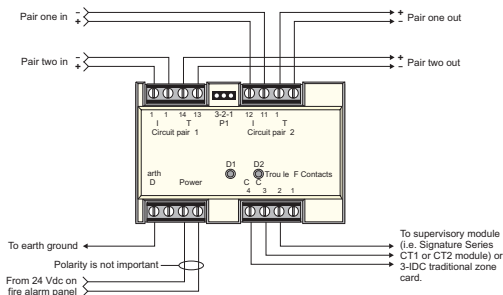 Pair one in
-
+
+
-
Pair one out
Pair two in
-
+
+
-
Pair two out
1 1 14 13 3-2-1 12 11 1
I T P1 I T
Circuit pair 1 Circuit pair 2
D1 D2
arth Trou le F Contacts
D Power C C
4 3 2 1
To earth ground
Polarity is not important
From 24 Vdc on
fire alarm panel
To supervisory module
(i.e. Signature Series
CT1 or CT2 module) or
3-IDC traditional zone
card.